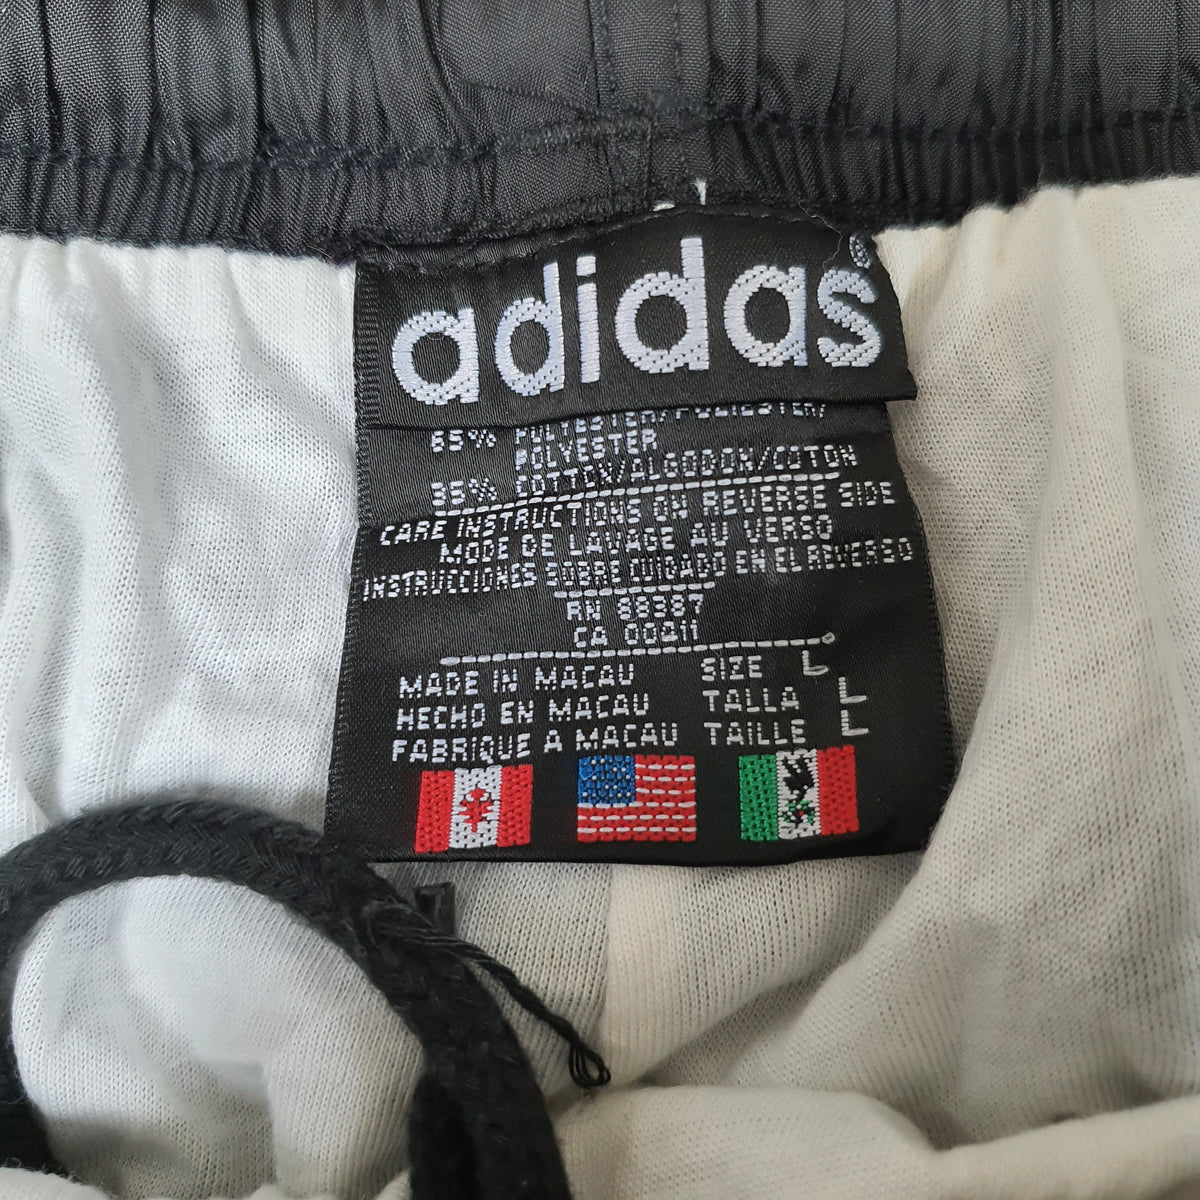 adidas®
65% POLYESTER/POLIESTER/
POLYESTER
35% COTTON/ALGODON/COTON
CARE INSTRUCTIONS ON REVERSE SIDE
MODE DE LAVAGE AU VERSO
INSTRUCCIONES SOBRE CUIDADO EN EL REVERSO
RN 88387
CA 00211
MADE IN MACAU SIZE L
HECHO EN MACAU TALLA L
FABRIQUE A MACAU TAILLE L